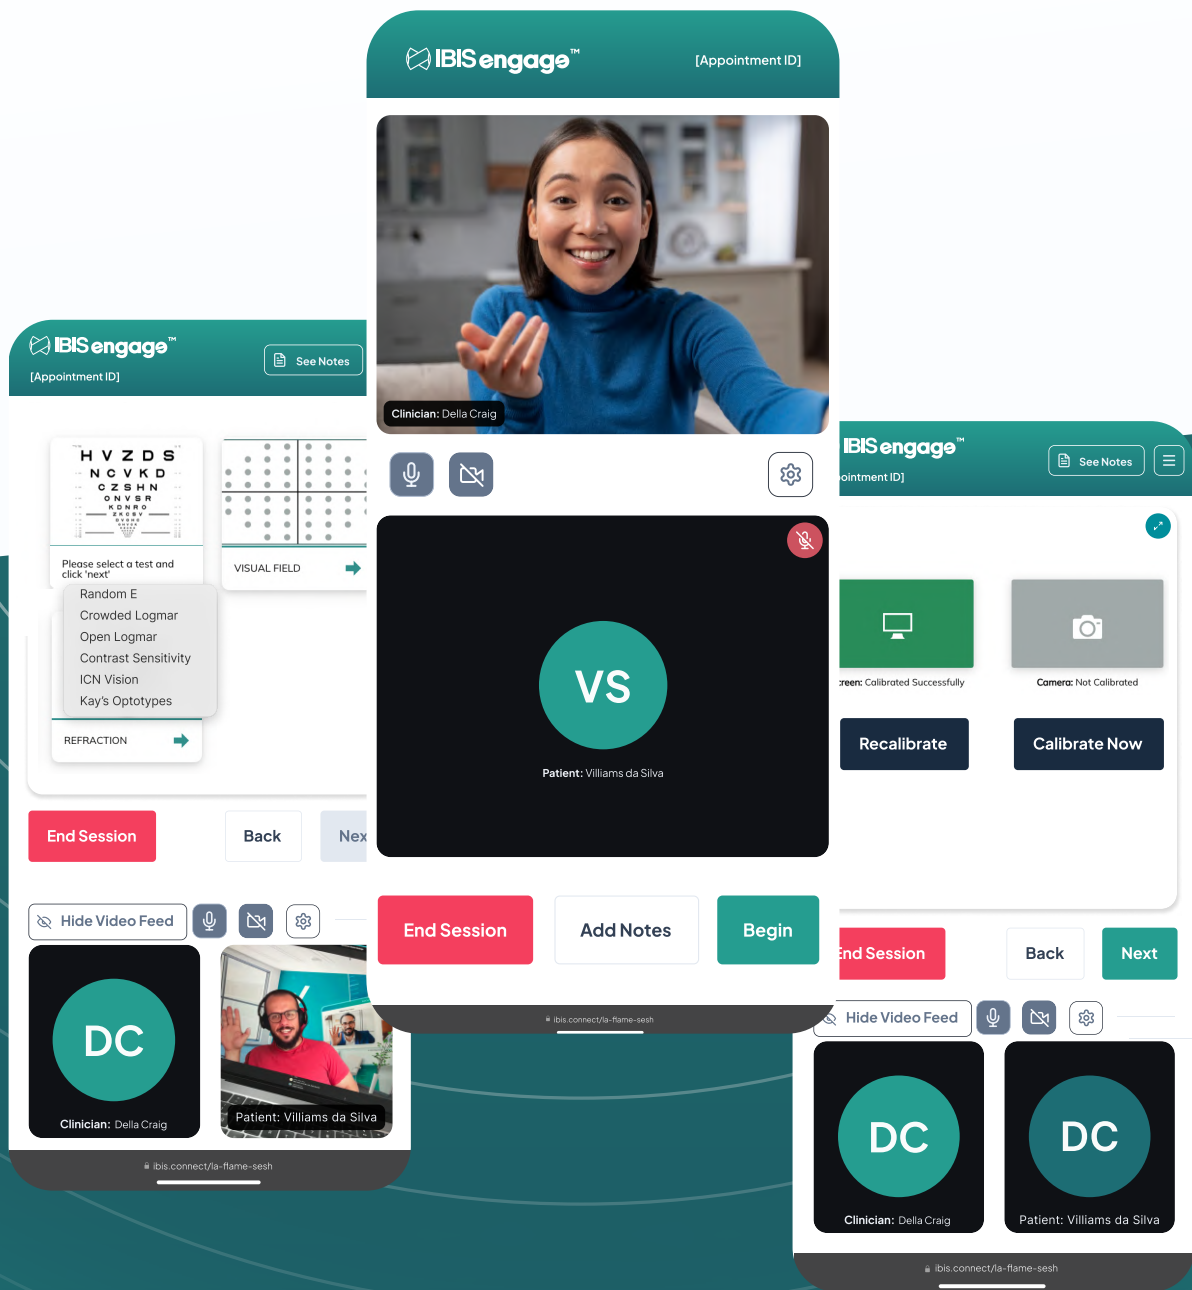 IBIS engage™
[Appointment ID]
Clinician: Della Craig
VS
Patient: Villiams da Silva
End Session
Add Notes
Begin
ibis.connect/la-flame-sesh
IBIS engage™
[Appointment ID]
See Notes
H V Z D S
N C V K D
C Z S H N
O N V S R
K D N R O
Z K C S V
D V S H O
Please select a test and
click 'next'
VISUAL FIELD
Random E
Crowded Logmar
Open Logmar
Contrast Sensitivity
ICN Vision
Kay's Optotypes
REFRACTION
End Session
Back
Nex
Hide Video Feed
DC
Clinician: Della Craig
Patient: Villiams da Silva
ibis.connect/la-flame-sesh
IBIS engage™
pointment ID]
See Notes
reen: Calibrated Successfully
Camera: Not Calibrated
Recalibrate
Calibrate Now
End Session
Back
Next
Hide Video Feed
DC
Clinician: Della Craig
DC
Patient: Villiams da Silva
ibis.connect/la-flame-sesh